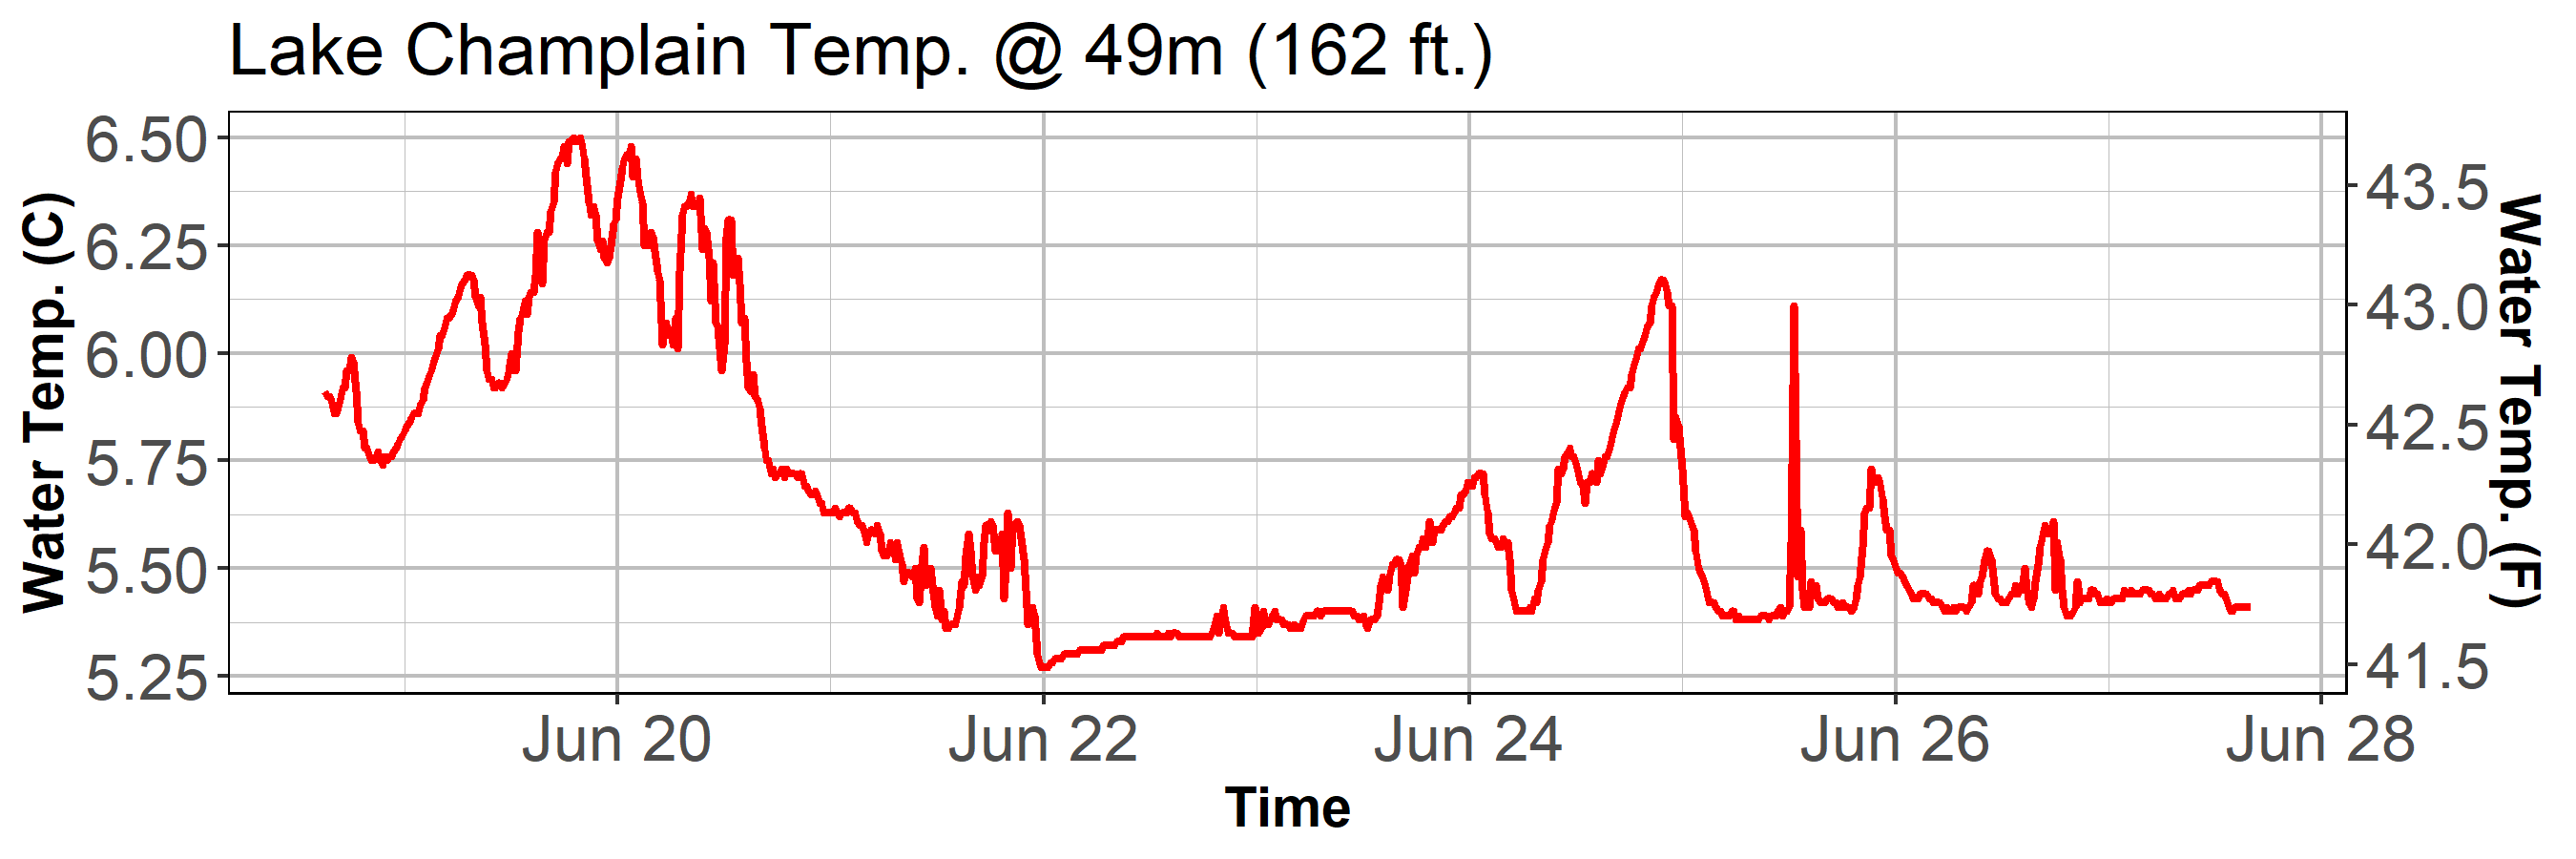 Lake Champlain Temp. @ 49m (162 ft.)
Water Temp. (C)
6.50
6.25
6.00
5.75
5.50
5.25
43.5
43.0
42.5
42.0
41.5
Water Temp. (F)
Jun 20 Jun 22 Jun 24 Jun 26 Jun 28
Time